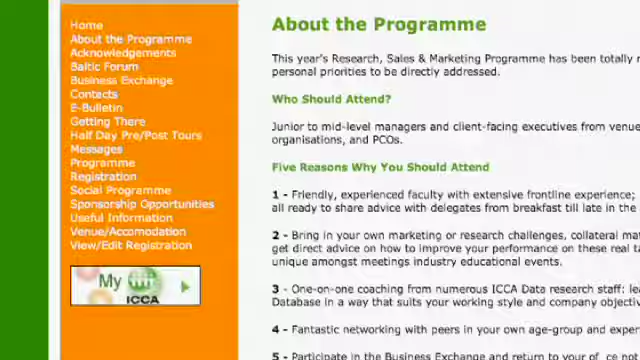 Home
About the Programme
Acknowledgements
Baltic Forum
Business Exchange
Contacts
E-Bulletin
Getting There
Half Day Pre/Post Tours
Messages
Programme
Registration
Social Programme
Sponsorship Opportunities
Useful Information
Venue/Accomodation
View/Edit Registration
My
ICCA
About the Programme
This year's Research, Sales & Marketing Programme has been totally
personal priorities to be directly addressed.
Who Should Attend?
Junior to mid-level managers and client-facing executives from venue
organisations, and PCOs.
Five Reasons Why You Should Attend
1 - Friendly, experienced faculty with extensive frontline experience;
all ready to share advice with delegates from breakfast till late in the
2 - Bring in your own marketing or research challenges, collateral
get direct advice on how to improve your performance on these real
unique amongst meetings industry educational events.
3 - One-on-one coaching from numerous ICCA Data research staff:
Database in a way that suits your working style and company
4 - Fantastic networking with peers in your own age-group and
5 - Participate in the Business Exchange and return to your